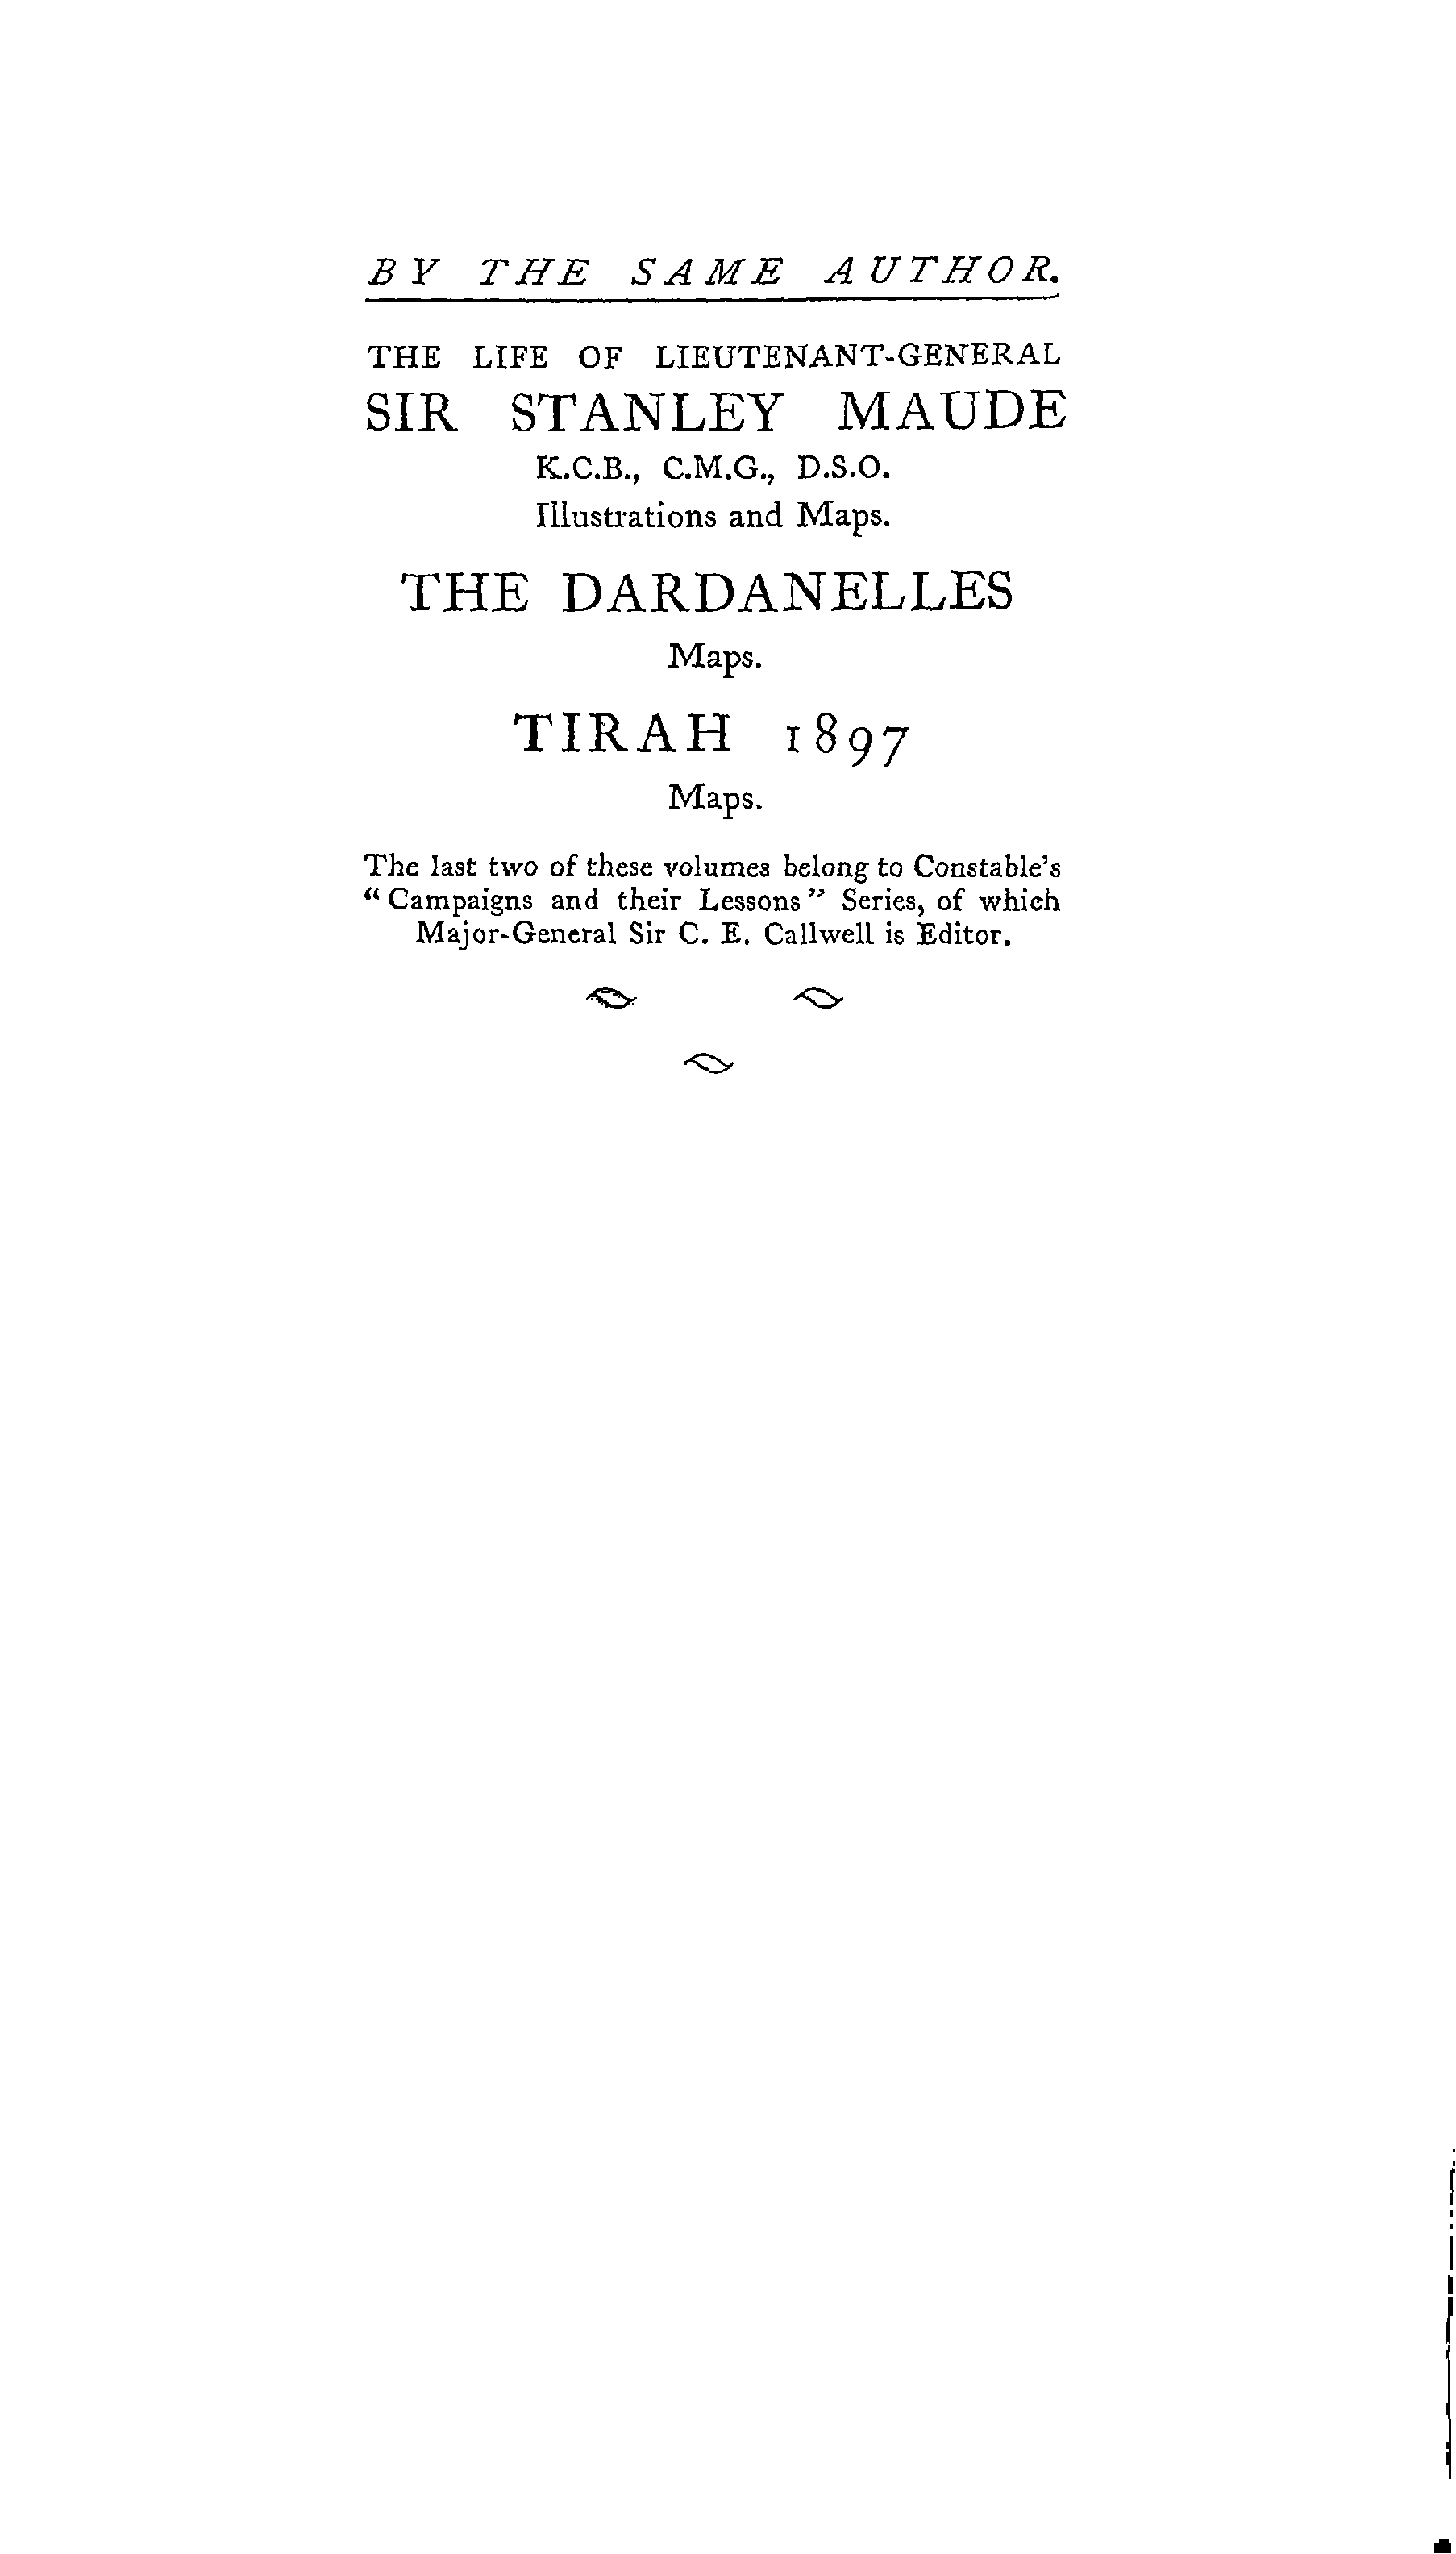 BY THE SAME AUTHOR.
THE LIFE OF LIEUTENANT-GENERAL
SIR STANLEY MAUDE
K.C.B., C.M.G., D.S.O.
Illustrations and Maps.
THE DARDANELLES
Maps.
TIRAH 1897
Maps.
The last two of these volumes belong to Constable's
"Campaigns and their Lessons" Series, of which
Major-General Sir C. E. Callwell is Editor.